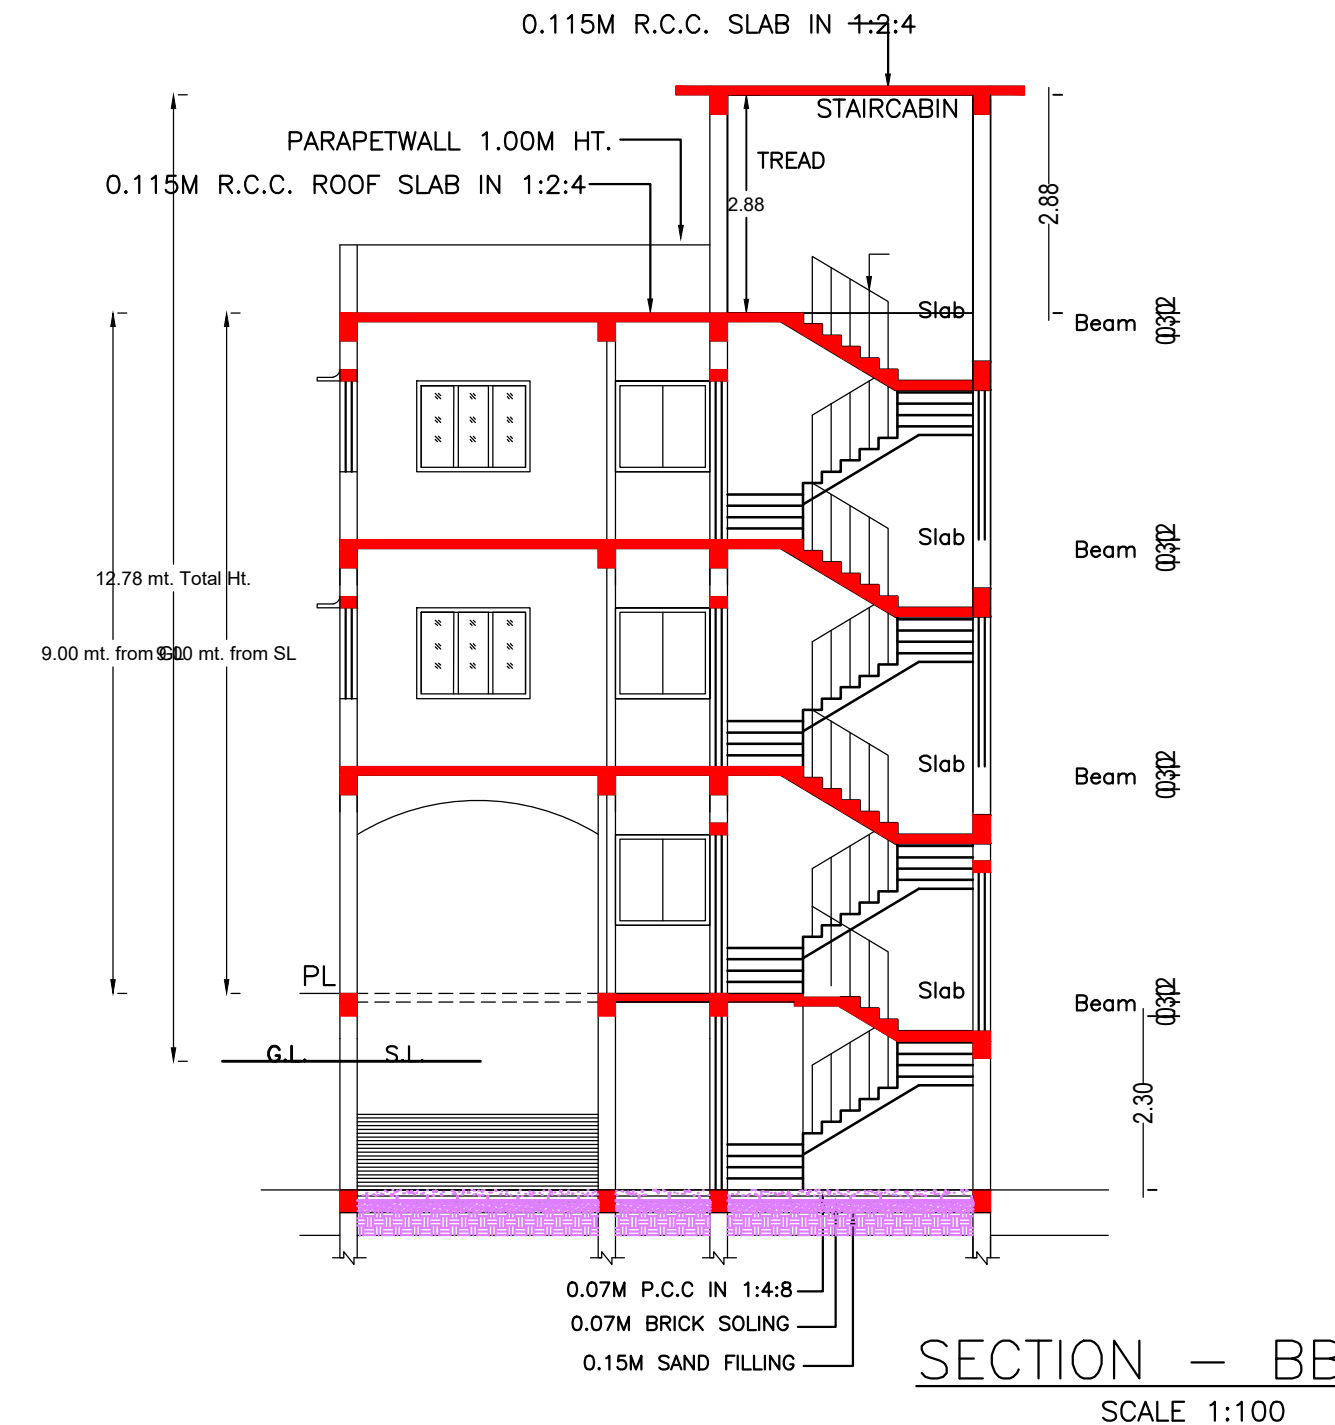 0.115M R.C.C. SLAB IN 1:2:4
STAIRCABIN
PARAPETWALL 1.00M HT.
TREAD
0.115M R.C.C. ROOF SLAB IN 1:2:4
2.88
2.88
Slab
Beam
Slab
Beam
12.78 mt. Total Ht.
9.00 mt. from GL
9.00 mt. from SL
Slab
Beam
PL
Slab
Beam
G.L.
S.L.
2.30
0.07M P.C.C IN 1:4:8
0.07M BRICK SOLING
0.15M SAND FILLING
SECTION - BB
SCALE 1:100